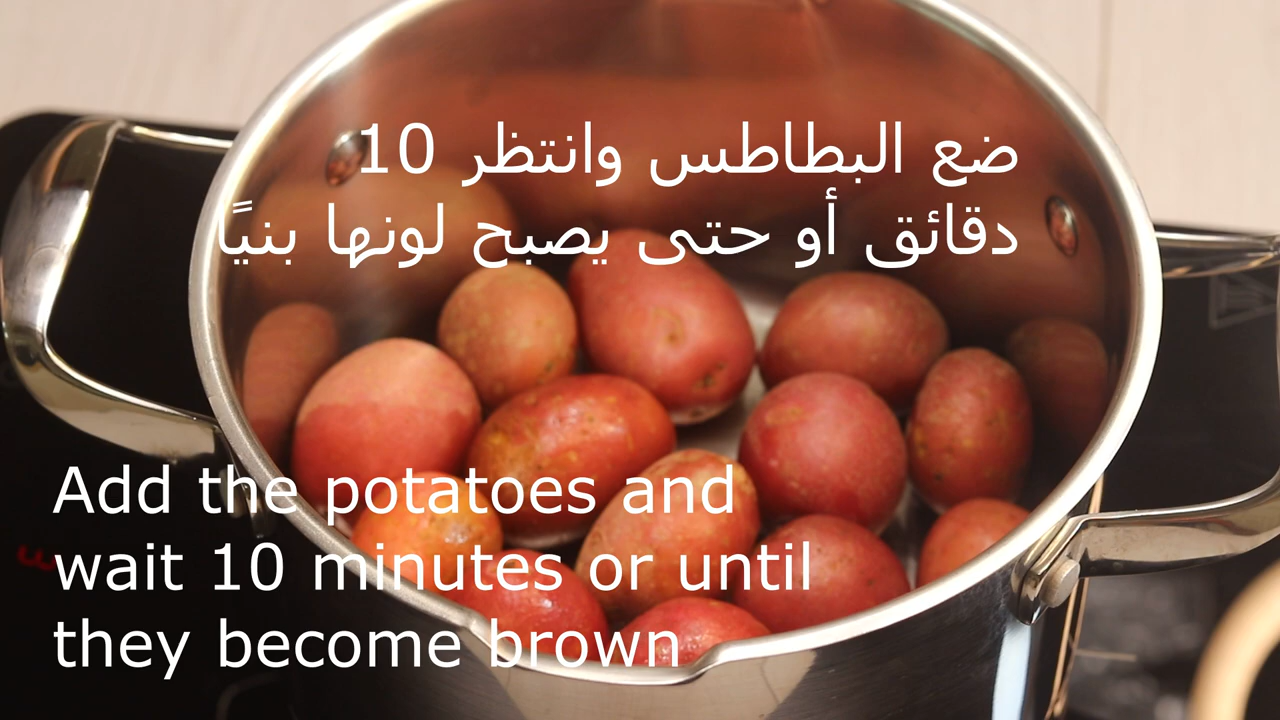 ضع البطاطس وانتظر 10
دقائق أو حتى يصبح لونها بنيًا
Add the potatoes and
wait 10 minutes or until
they become brown